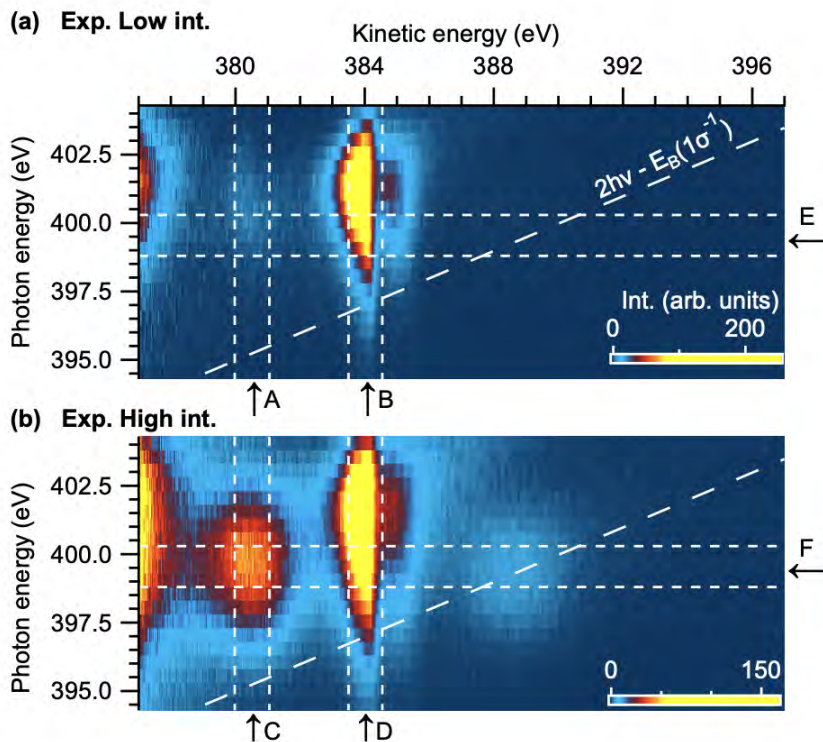 (a) Exp. Low int.
Kinetic energy (eV)
380 384 388 392 396
Photon energy (eV)
402.5
400.0
397.5
395.0
2hν - E_B(1σ⁻¹)
E
Int. (arb. units)
0 200
A B
(b) Exp. High int.
Photon energy (eV)
402.5
400.0
397.5
395.0
F
0 150
C D